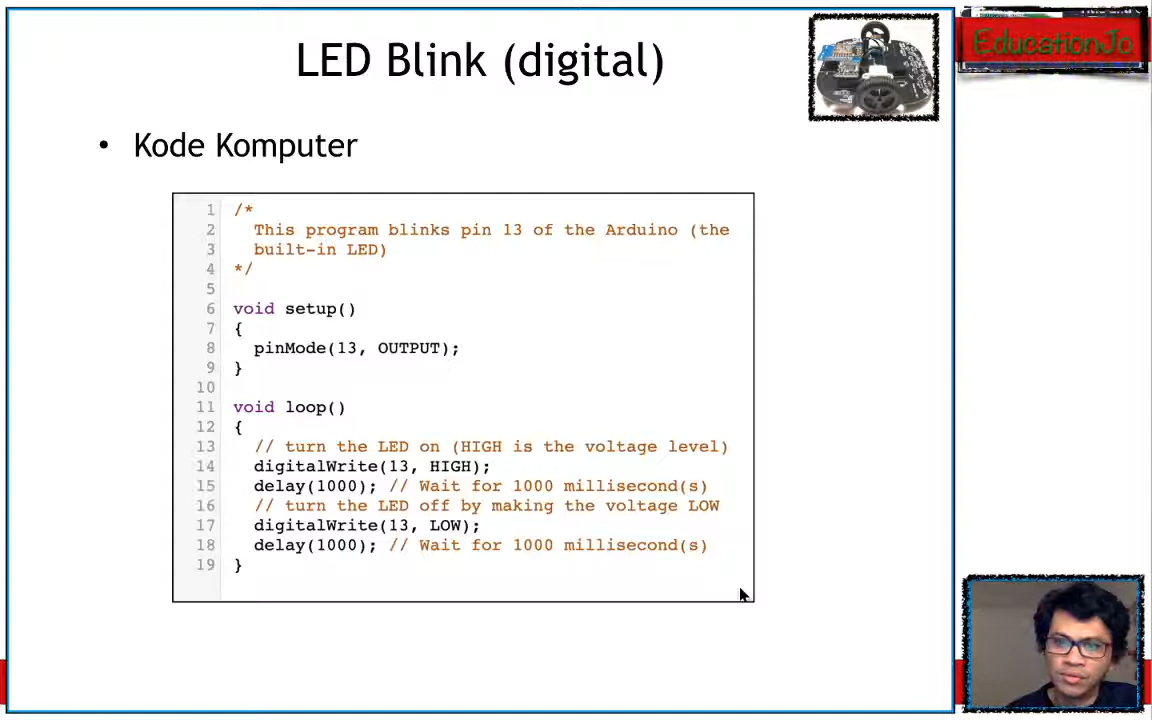 LED Blink (digital)
EducationJo
• Kode Komputer
1 /*
2 This program blinks pin 13 of the Arduino (the
3 built-in LED)
4 */
5
6 void setup()
7 {
8 pinMode(13, OUTPUT);
9 }
10
11 void loop()
12 {
13 // turn the LED on (HIGH is the voltage level)
14 digitalWrite(13, HIGH);
15 delay(1000); // Wait for 1000 millisecond(s)
16 // turn the LED off by making the voltage LOW
17 digitalWrite(13, LOW);
18 delay(1000); // Wait for 1000 millisecond(s)
19 }